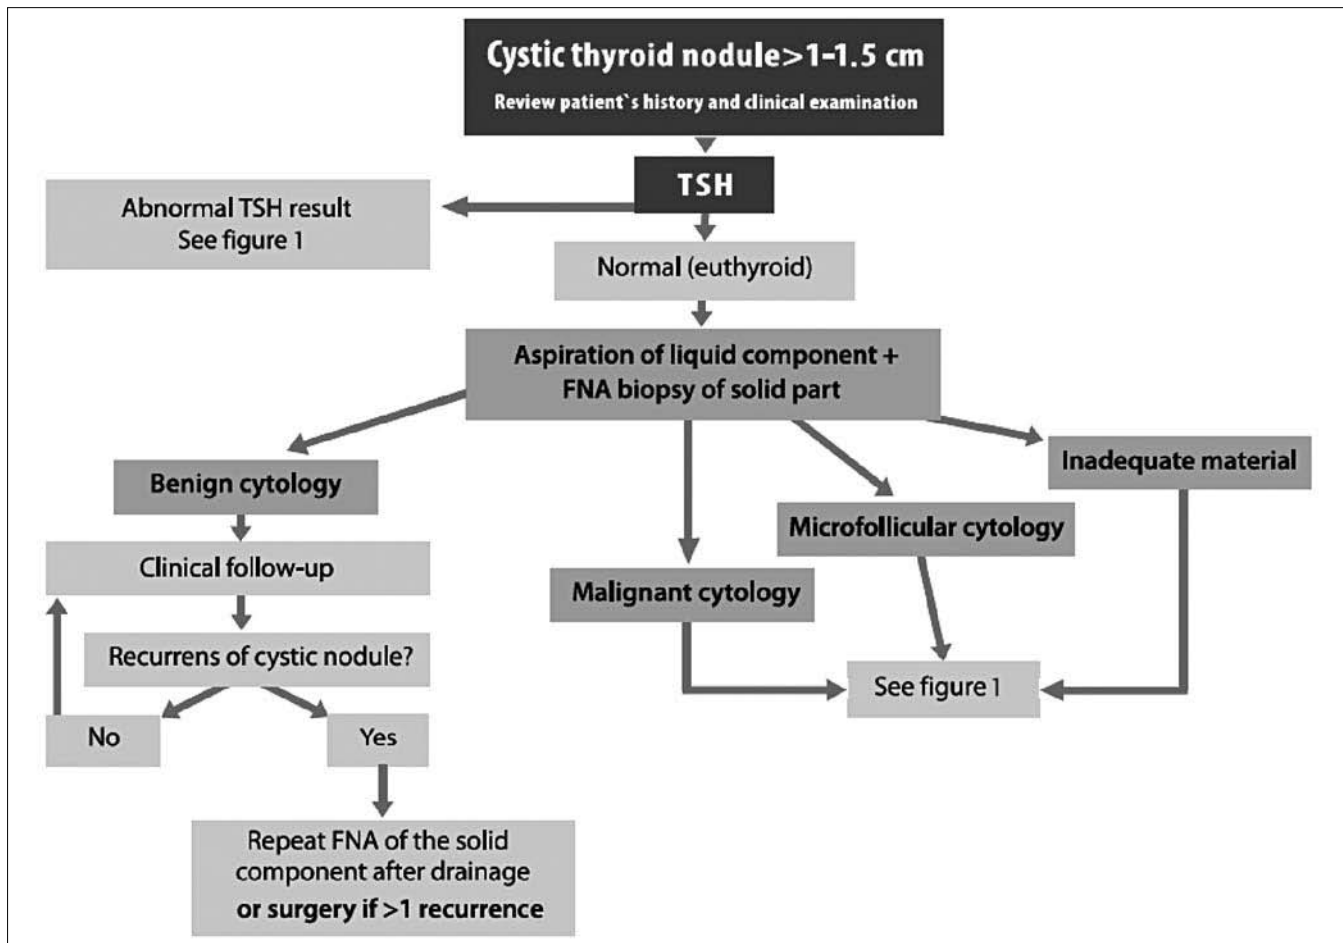 Cystic thyroid nodule>1-1.5 cm
Review patient`s history and clinical examination
TSH
Abnormal TSH result
See figure 1
Normal (euthyroid)
Aspiration of liquid component +
FNA biopsy of solid part
Benign cytology
Inadequate material
Microfollicular cytology
Malignant cytology
Clinical follow-up
Recurrens of cystic nodule?
See figure 1
No
Yes
Repeat FNA of the solid
component after drainage
or surgery if >1 recurrence